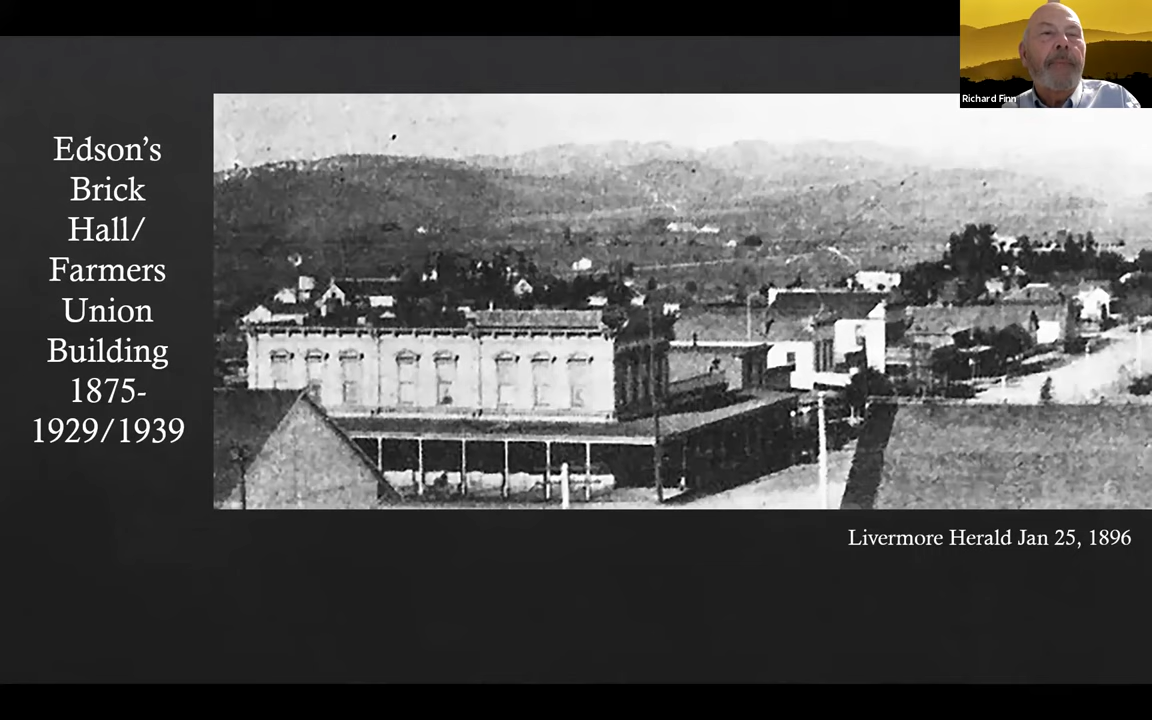 Edson’s
Brick
Hall/
Farmers
Union
Building
1875-
1929/1939
Richard Finn
Livermore Herald Jan 25, 1896